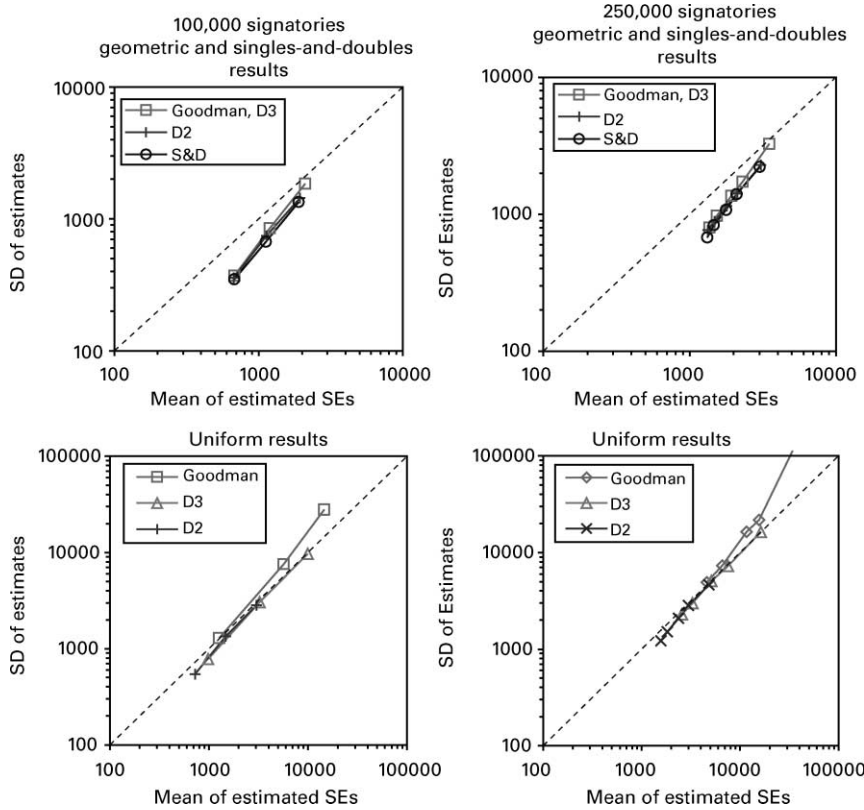 100,000 signatories
geometric and singles-and-doubles
results
10000
1000
100
SD of estimates
Goodman, D3
D2
S&D
100
1000
10000
Mean of estimated SEs
250,000 signatories
geometric and singles-and-doubles
results
10000
1000
100
SD of Estimates
Goodman, D3
D2
S&D
100
1000
10000
Mean of estimated SEs
Uniform results
100000
10000
1000
100
SD of estimates
Goodman
D3
D2
100
1000
10000
100000
Mean of estimated SEs
Uniform results
100000
10000
1000
100
SD of Estimates
Goodman
D3
D2
100
1000
10000
100000
Mean of estimated SEs